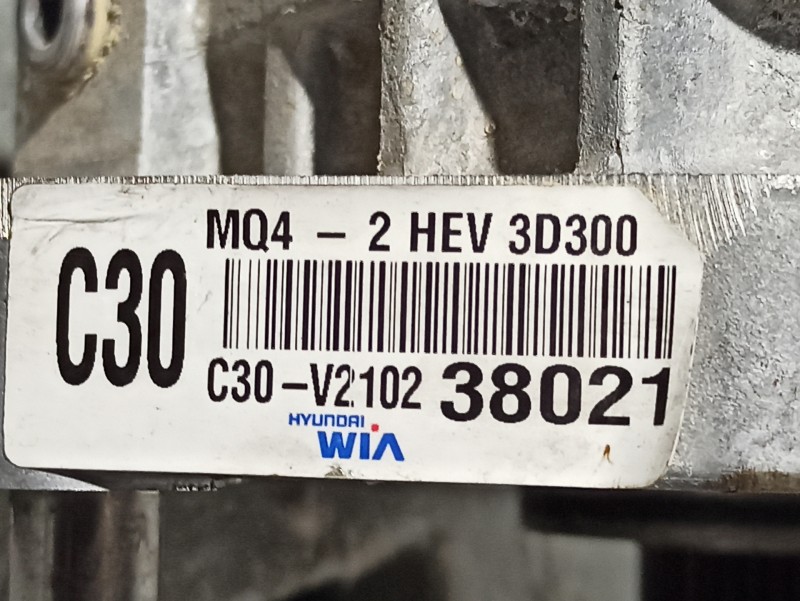 MQ4 - 2 HEV 3D300
C30
C30-V2102 38021
HYUNDAI
WIA